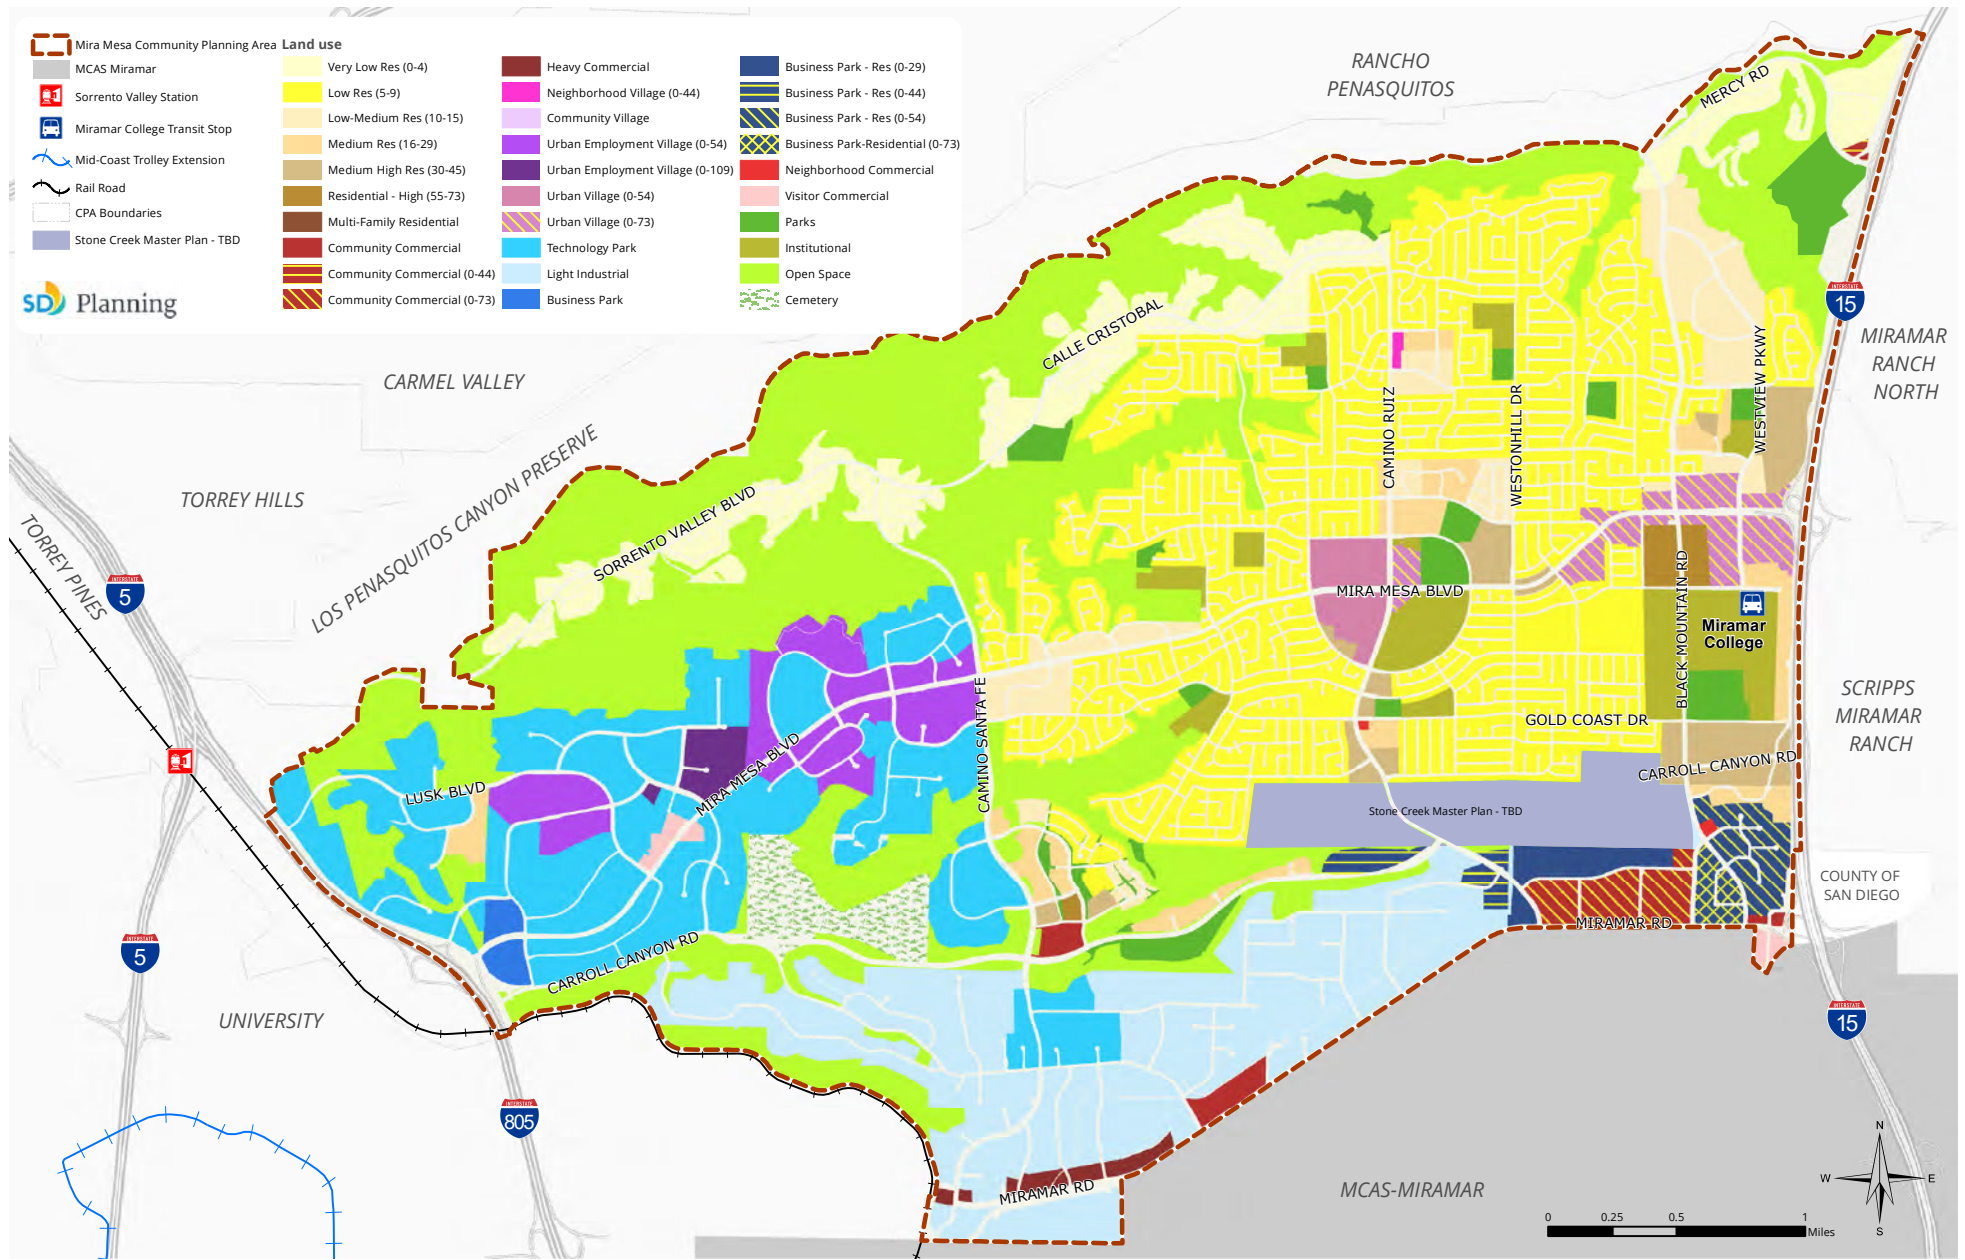 Mira Mesa Community Planning Area
MCAS Miramar
Sorrento Valley Station
Miramar College Transit Stop
Mid-Coast Trolley Extension
Rail Road
CPA Boundaries
Stone Creek Master Plan - TBD
SD Planning
Land use
Very Low Res (0-4)
Low Res (5-9)
Low-Medium Res (10-15)
Medium Res (16-29)
Medium High Res (30-45)
Residential - High (55-73)
Multi-Family Residential
Community Commercial
Community Commercial (0-44)
Community Commercial (0-73)
Heavy Commercial
Neighborhood Village (0-44)
Community Village
Urban Employment Village (0-54)
Urban Employment Village (0-109)
Urban Village (0-54)
Urban Village (0-73)
Technology Park
Light Industrial
Business Park
Business Park - Res (0-29)
Business Park - Res (0-44)
Business Park - Res (0-54)
Business Park-Residential (0-73)
Neighborhood Commercial
Visitor Commercial
Parks
Institutional
Open Space
Cemetery
RANCHO
PENASQUITOS
MERCY RD
INTERSTATE
15
MIRAMAR
RANCH
NORTH
CALLE CRISTOBAL
WESTVIEW PKWY
CARMEL VALLEY
CAMINO RUIZ
WESTONHILL DR
LOS PENASQUITOS CANYON PRESERVE
TORREY HILLS
SORRENTO VALLEY BLVD
TORREY PINES
INTERSTATE
5
MIRA MESA BLVD
BLACK MOUNTAIN RD
Miramar
College
SCRIPPS
MIRAMAR
RANCH
CAMINO SANTA FE
GOLD COAST DR
MIRA MESA BLVD
LUSK BLVD
CARROLL CANYON RD
Stone Creek Master Plan - TBD
COUNTY OF
SAN DIEGO
MIRAMAR RD
CARROLL CANYON RD
INTERSTATE
5
UNIVERSITY
INTERSTATE
15
INTERSTATE
805
MIRAMAR RD
MCAS-MIRAMAR
N
W
E
S
0
0.25
0.5
1
Miles